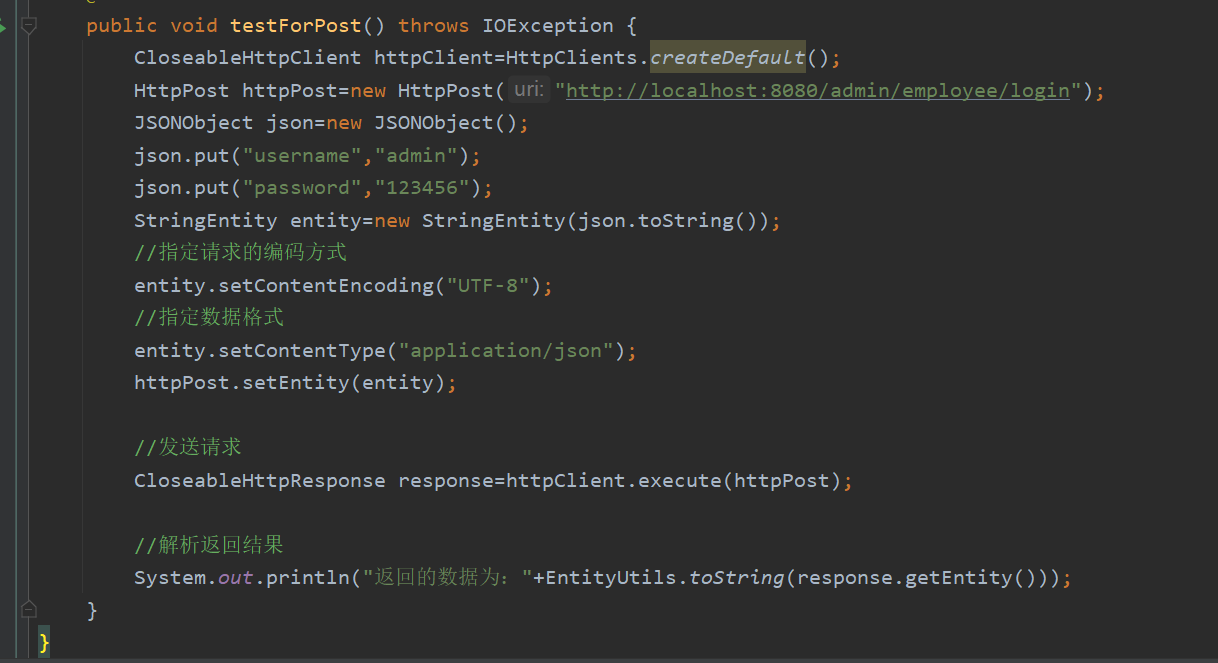 public void testForPost() throws IOException {
CloseableHttpClient httpClient=HttpClients.createDefault();
HttpPost httpPost=new HttpPost( uri: "http://localhost:8080/admin/employee/login");
JSONObject json=new JSONObject();
json.put("username","admin");
json.put("password","123456");
StringEntity entity=new StringEntity(json.toString());
//指定请求的编码方式
entity.setContentEncoding("UTF-8");
//指定数据格式
entity.setContentType("application/json");
httpPost.setEntity(entity);
//发送请求
CloseableHttpResponse response=httpClient.execute(httpPost);
//解析返回结果
System.out.println("返回的数据为："+EntityUtils.toString(response.getEntity()));
}
}